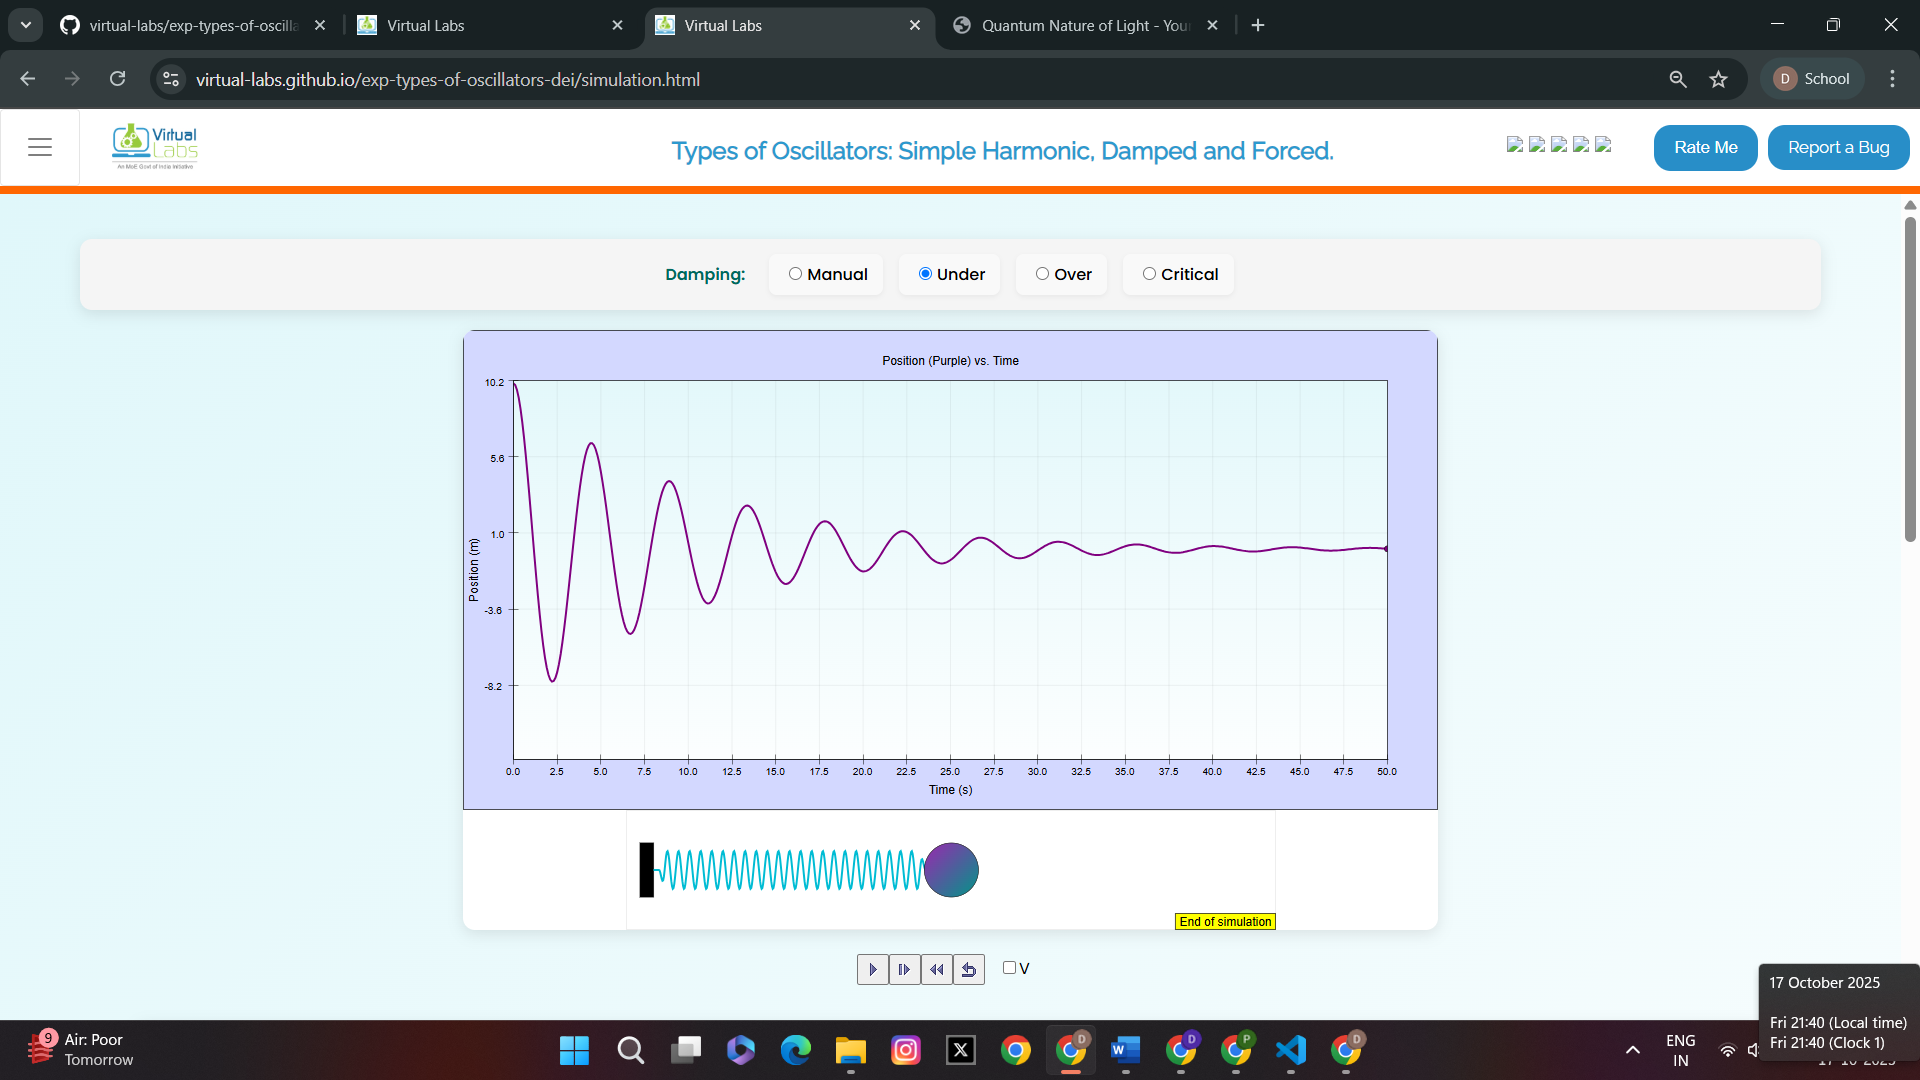 virtual-labs/exp-types-of-oscilla
Virtual Labs
Virtual Labs
Quantum Nature of Light - You
virtual-labs.github.io/exp-types-of-oscillators-dei/simulation.html
D
School
Virtual
Labs
An MoE Govt of India Initiative
Types of Oscillators: Simple Harmonic, Damped and Forced.
Rate Me
Report a Bug
Damping:
Manual
Under
Over
Critical
Position (Purple) vs. Time
10.2
5.6
1.0
-3.6
-8.2
Position (m)
0.0 2.5 5.0 7.5 10.0 12.5 15.0 17.5 20.0 22.5 25.0 27.5 30.0 32.5 35.0 37.5 40.0 42.5 45.0 47.5 50.0
Time (s)
End of simulation
V
17 October 2025
Fri 21:40 (Local time)
Fri 21:40 (Clock 1)
9
Air: Poor
Tomorrow
D
W
D
P
D
ENG
IN